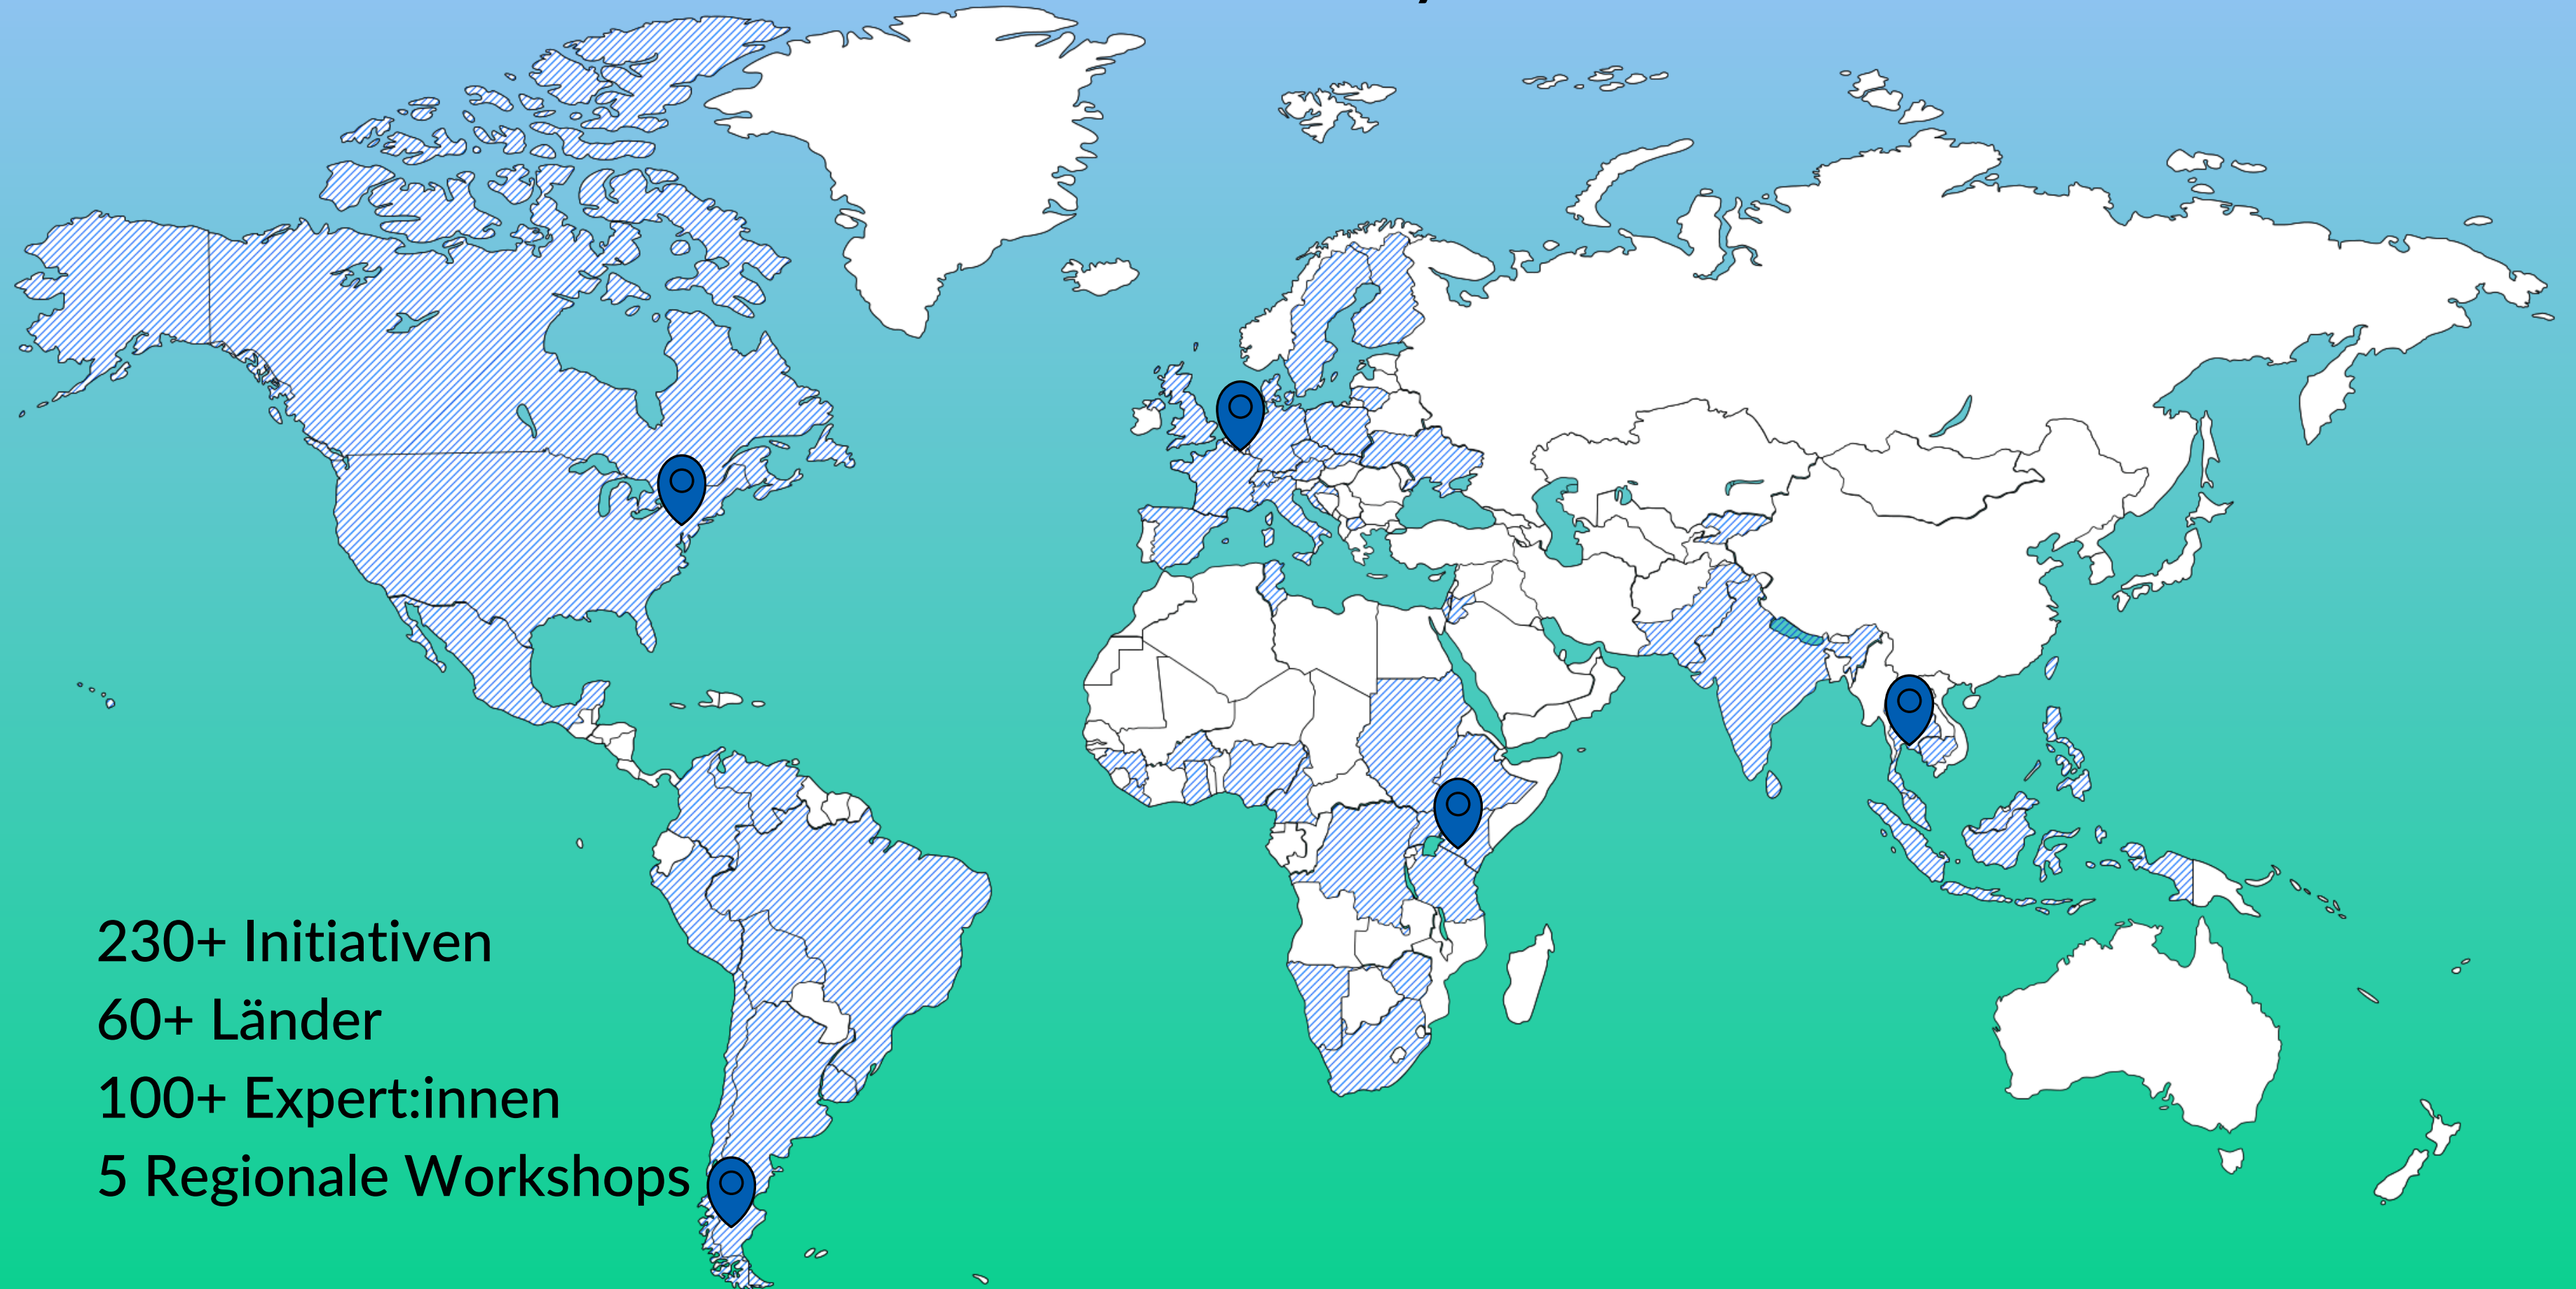 230+ Initiativen
60+ Länder
100+ Expert:innen
5 Regionale Workshops